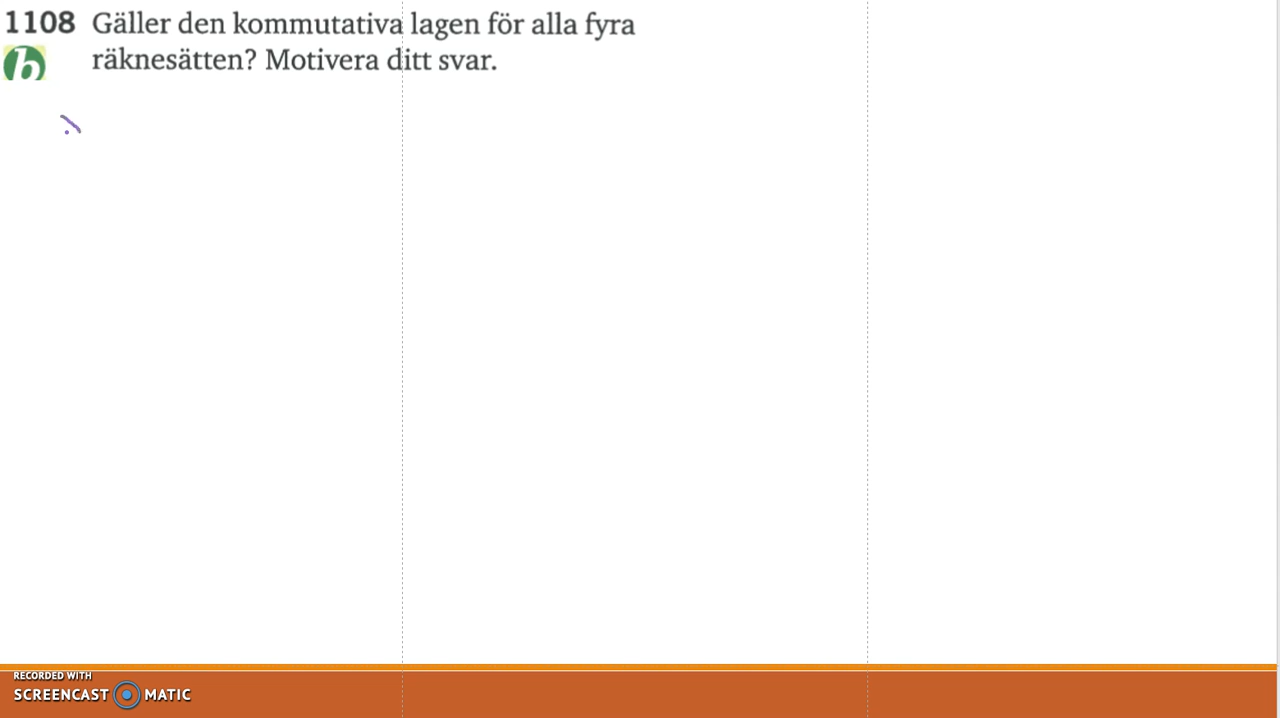 1108 Gäller den kommutativa lagen för alla fyra
b räknesätten? Motivera ditt svar.
RECORDED WITH
SCREENCAST MATIC